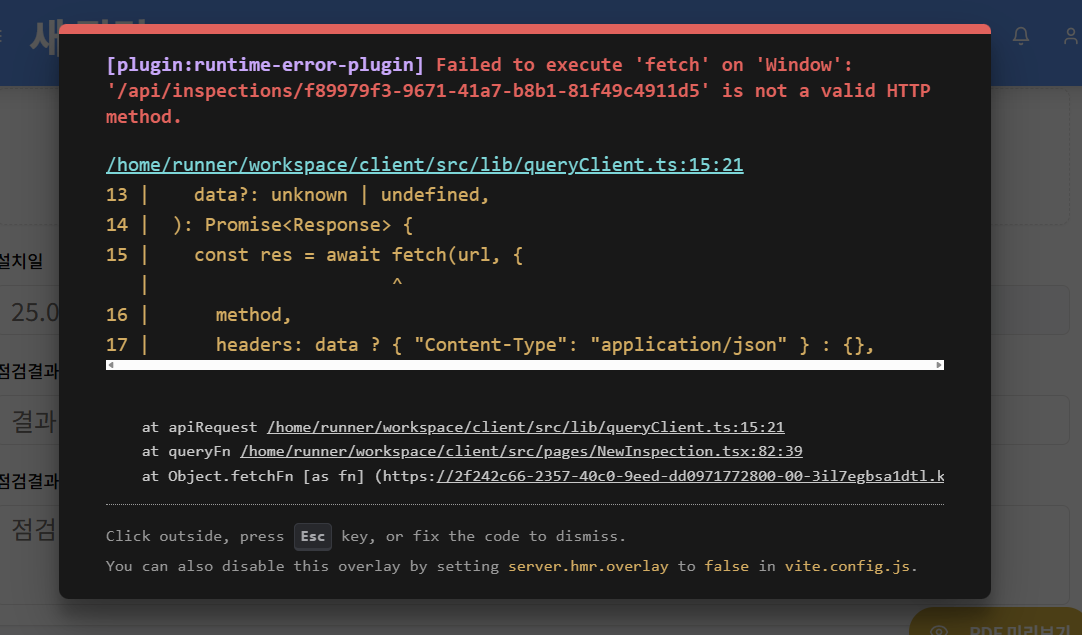 새
[plugin:runtime-error-plugin] Failed to execute 'fetch' on 'Window':
'/api/inspections/f89979f3-9671-41a7-b8b1-81f49c4911d5' is not a valid HTTP
method.
/home/runner/workspace/client/src/lib/queryClient.ts:15:21
13 |    data?: unknown | undefined,
14 |  ): Promise<Response> {
15 |    const res = await fetch(url, {
   |                      ^
16 |      method,
17 |      headers: data ? { "Content-Type": "application/json" } : {},
at apiRequest /home/runner/workspace/client/src/lib/queryClient.ts:15:21
at queryFn /home/runner/workspace/client/src/pages/NewInspection.tsx:82:39
at Object.fetchFn [as fn] (https://2f242c66-2357-40c0-9eed-dd0971772800-00-3il7egbsa1dtl.k
Click outside, press Esc key, or fix the code to dismiss.
You can also disable this overlay by setting server.hmr.overlay to false in vite.config.js.
설치일
25.0
점검결과
결과
점검결과
점검
PDF 미리보기